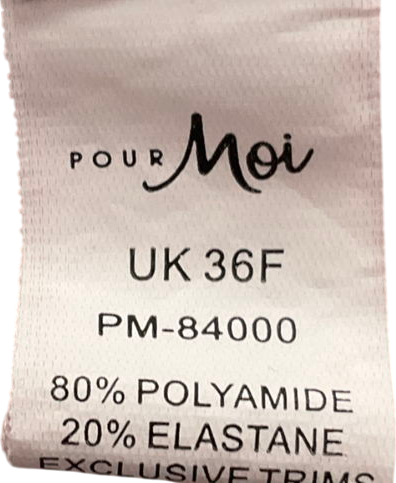 POUR Moi
UK 36F
PM-84000
80% POLYAMIDE
20% ELASTANE
EXCLUSIVE TRIMS